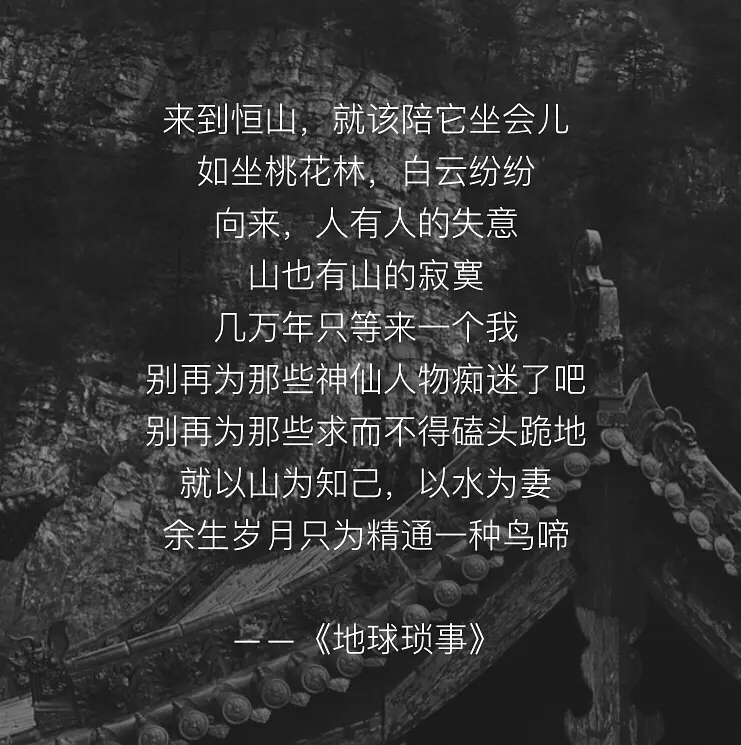 来到恒山，就该陪它坐会儿
如坐桃花林，白云纷纷
向来，人有人的失意
山也有山的寂寞
几万年只等来一个我
别再为那些神仙人物痴迷了吧
别再为那些求而不得磕头跪地
就以山为知己，以水为妻
余生岁月只为精通一种鸟啼
——《地球琐事》